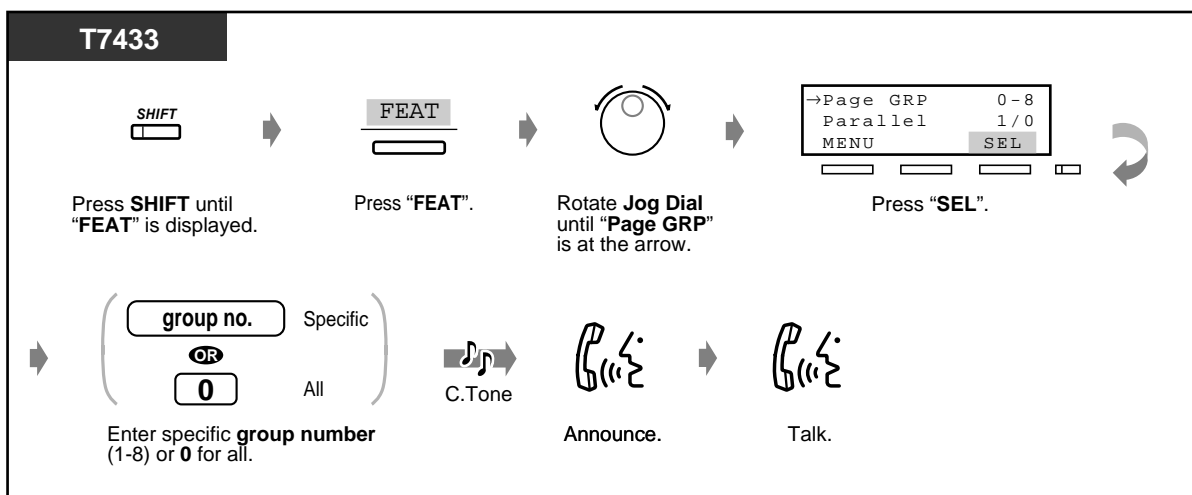 T7433
SHIFT
FEAT
→Page GRP 0-8
Parallel 1/0
MENU SEL
Press SHIFT until
“FEAT” is displayed.
Press “FEAT”.
Rotate Jog Dial
until “Page GRP”
is at the arrow.
Press “SEL”.
group no. Specific
OR
0 All
C.Tone
Enter specific group number
(1-8) or 0 for all.
Announce.
Talk.